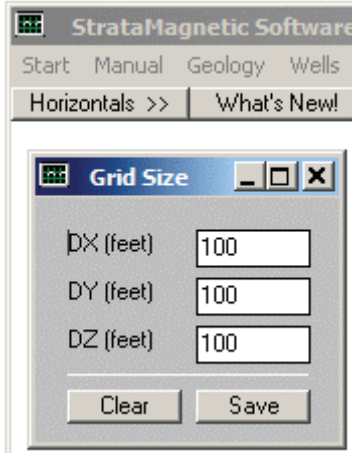 StrataMagnetic Software
Start Manual Geology Wells
Horizontals >> What's New!
Grid Size
DX (feet) 100
DY (feet) 100
DZ (feet) 100
Clear Save